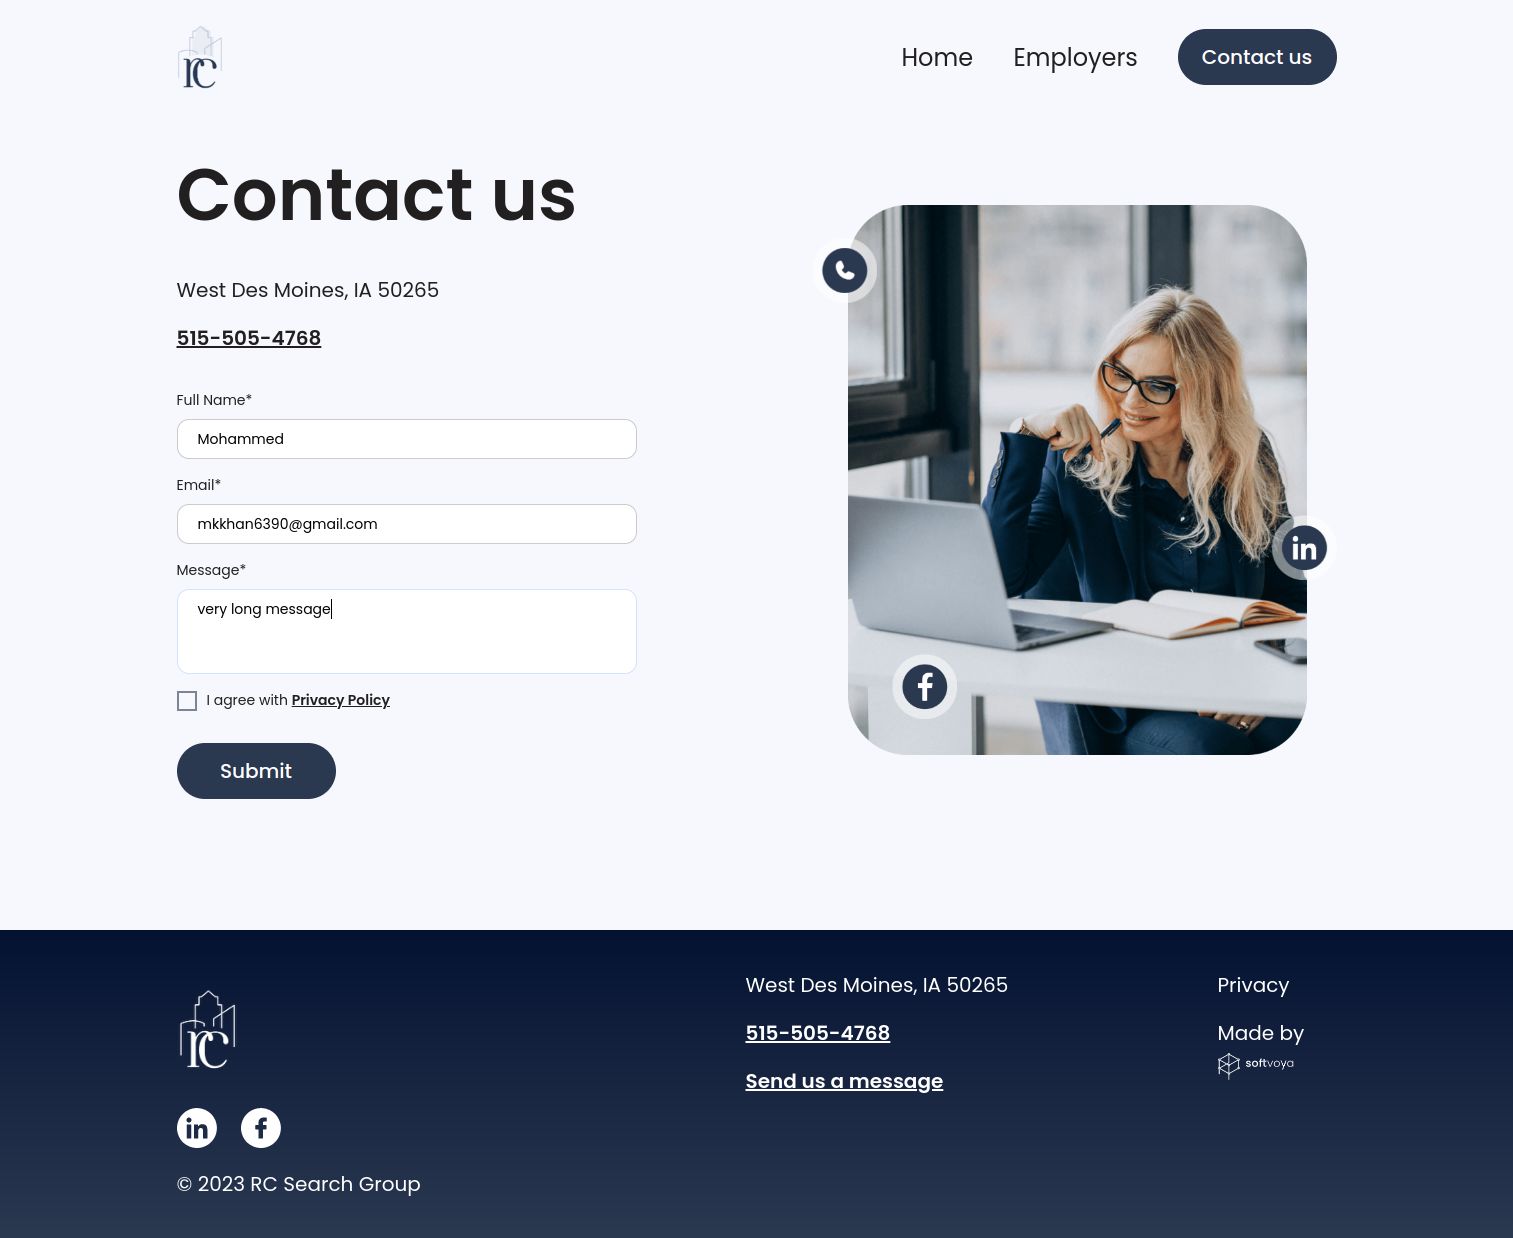 rc
Home Employers Contact us
Contact us
West Des Moines, IA 50265
515-505-4768
Full Name*
Mohammed
Email*
mkkhan6390@gmail.com
Message*
very long message
I agree with Privacy Policy
Submit
in
f
West Des Moines, IA 50265 Privacy
515-505-4768 Made by
rc softvoya
Send us a message
in f
© 2023 RC Search Group